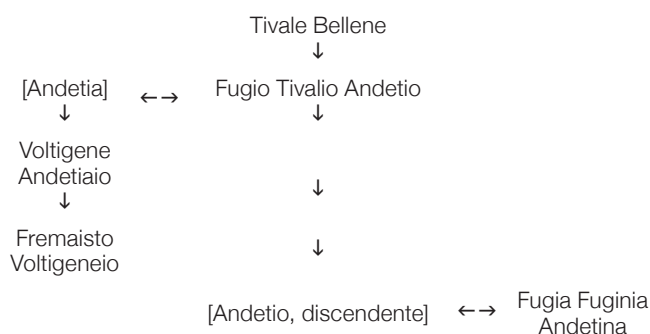 Tivale Bellene
↓
[Andetia] ←→ Fugio Tivalio Andetio
↓ ↓
Voltigene
Andetiaio
↓
↓
Fremaisto
Voltigeneio
↓
[Andetio, discendente] ←→ Fugia Fuginia
Andetina